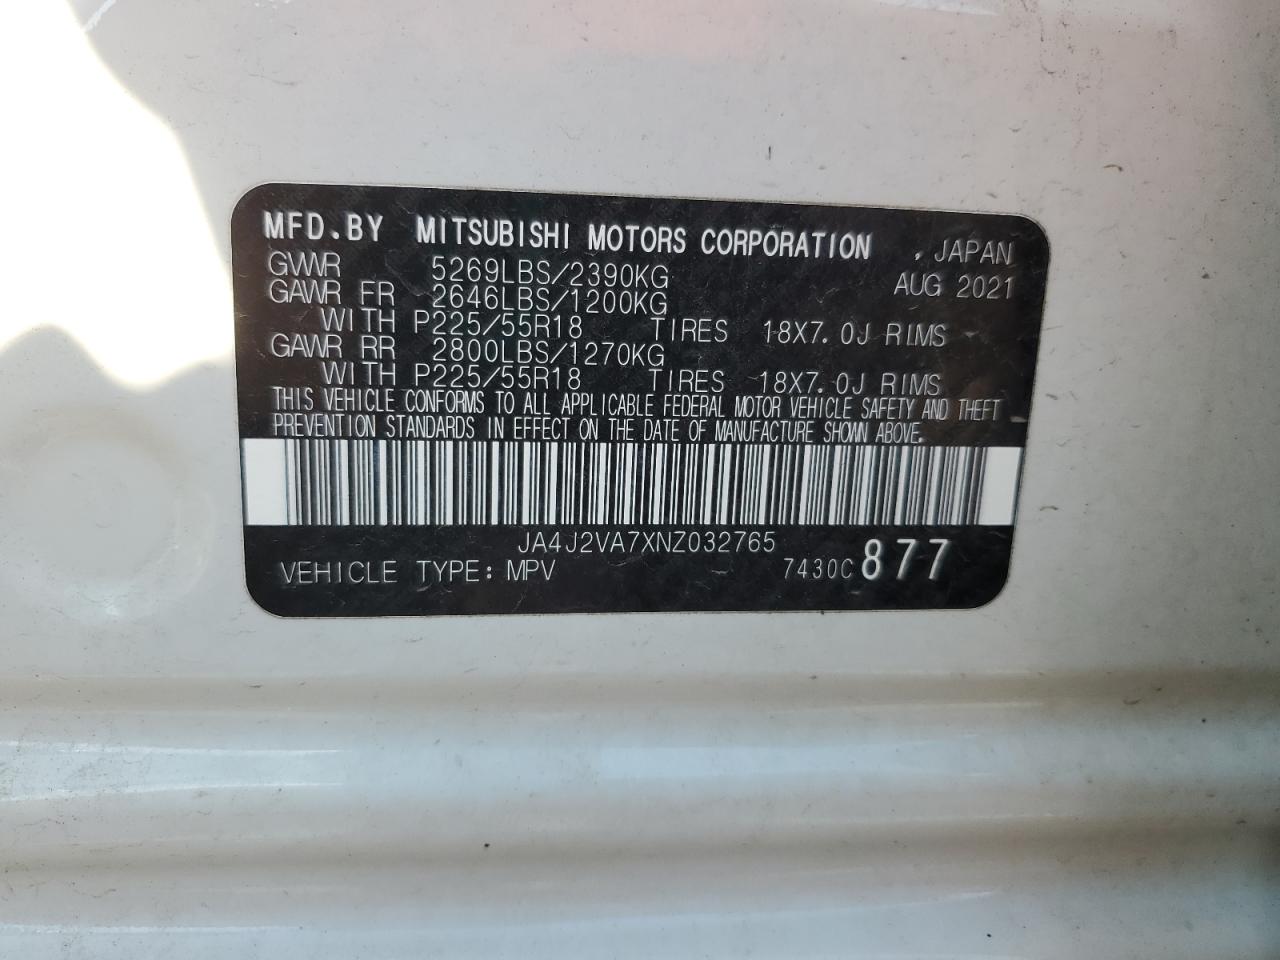 MFD.BY MITSUBISHI MOTORS CORPORATION , JAPAN
GVWR 5269LBS/2390KG AUG 2021
GAWR FR 2646LBS/1200KG
WITH P225/55R18 TIRES 18X7.0J RIMS
GAWR RR 2800LBS/1270KG
WITH P225/55R18 TIRES 18X7.0J RIMS
THIS VEHICLE CONFORMS TO ALL APPLICABLE FEDERAL MOTOR VEHICLE SAFETY AND THEFT
PREVENTION STANDARDS IN EFFECT ON THE DATE OF MANUFACTURE SHOWN ABOVE.
JA4J2VA7XNZ032765
VEHICLE TYPE: MPV 7430C 877